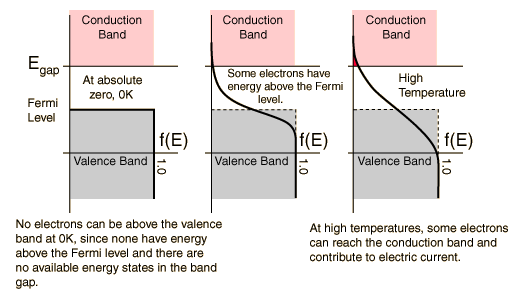 Conduction
Band
Conduction
Band
Conduction
Band
Egap
At absolute
zero, 0K
Some electrons have
energy above the Fermi
level.
High
Temperature
Fermi
Level
f(E)
f(E)
f(E)
Valence Band
1.0
Valence Band
1.0
Valence Band
1.0
No electrons can be above the valence
band at 0K, since none have energy
above the Fermi level and there are
no available energy states in the band
gap.
At high temperatures, some electrons
can reach the conduction band and
contribute to electric current.